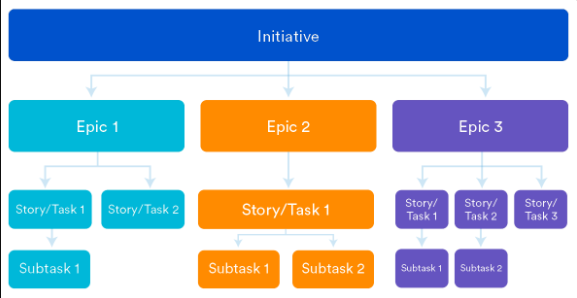 Initiative
Epic 1
Epic 2
Epic 3
Story/Task 1
Story/Task 2
Story/Task 1
Story/
Task 1
Story/
Task 2
Story/
Task 3
Subtask 1
Subtask 1
Subtask 2
Subtask 1
Subtask 2